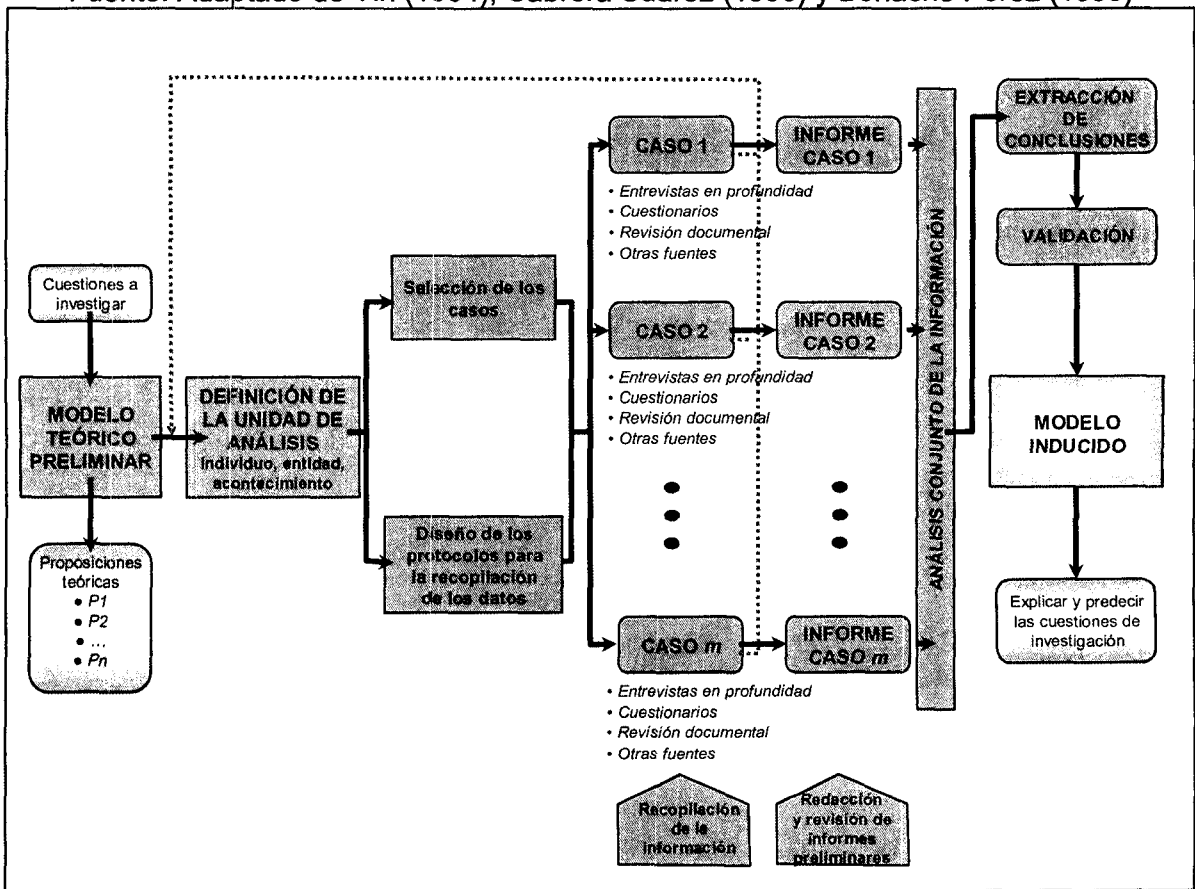 CASO 1
INFORME
CASO 1
EXTRACCIÓN
DE
CONCLUSIONES
• Entrevistas en profundidad
• Cuestionarios
• Revisión documental
• Otras fuentes
VALIDACIÓN
Cuestiones a
investigar
Selección de los
casos
CASO 2
INFORME
CASO 2
ANÁLISIS CONJUNTO DE LA INFORMACIÓN
• Entrevistas en profundidad
• Cuestionarios
• Revisión documental
• Otras fuentes
MODELO
TEÓRICO
PRELIMINAR
DEFINICIÓN DE
LA UNIDAD DE
ANÁLISIS
Individuo, entidad,
acontecimiento
MODELO
INDUCIDO
Diseño de los
protocolos para
la recopilación
de los datos
Proposiciones
teóricas
• P1
• P2
• ...
• Pn
Explicar y predecir
las cuestiones de
investigación
CASO m
INFORME
CASO m
• Entrevistas en profundidad
• Cuestionarios
• Revisión documental
• Otras fuentes
Recopilación
de la
información
Redacción
y revisión de
informes
preliminares